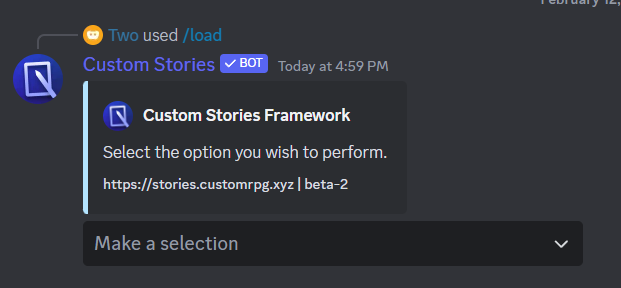 February 12,
Two used /load
Custom Stories BOT Today at 4:59 PM
Custom Stories Framework
Select the option you wish to perform.
https://stories.customrpg.xyz | beta-2
Make a selection